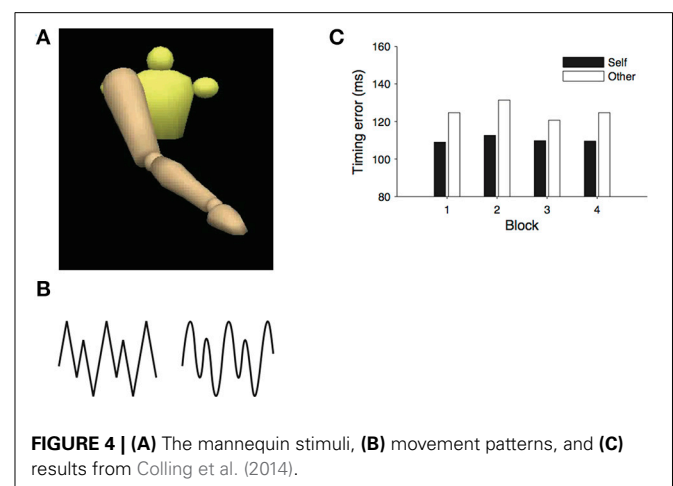 A
C
160
140
120
100
80
Timing error (ms)
Self
Other
1 2 3 4
Block
B
FIGURE 4 | (A) The mannequin stimuli, (B) movement patterns, and (C)
results from Colling et al. (2014).